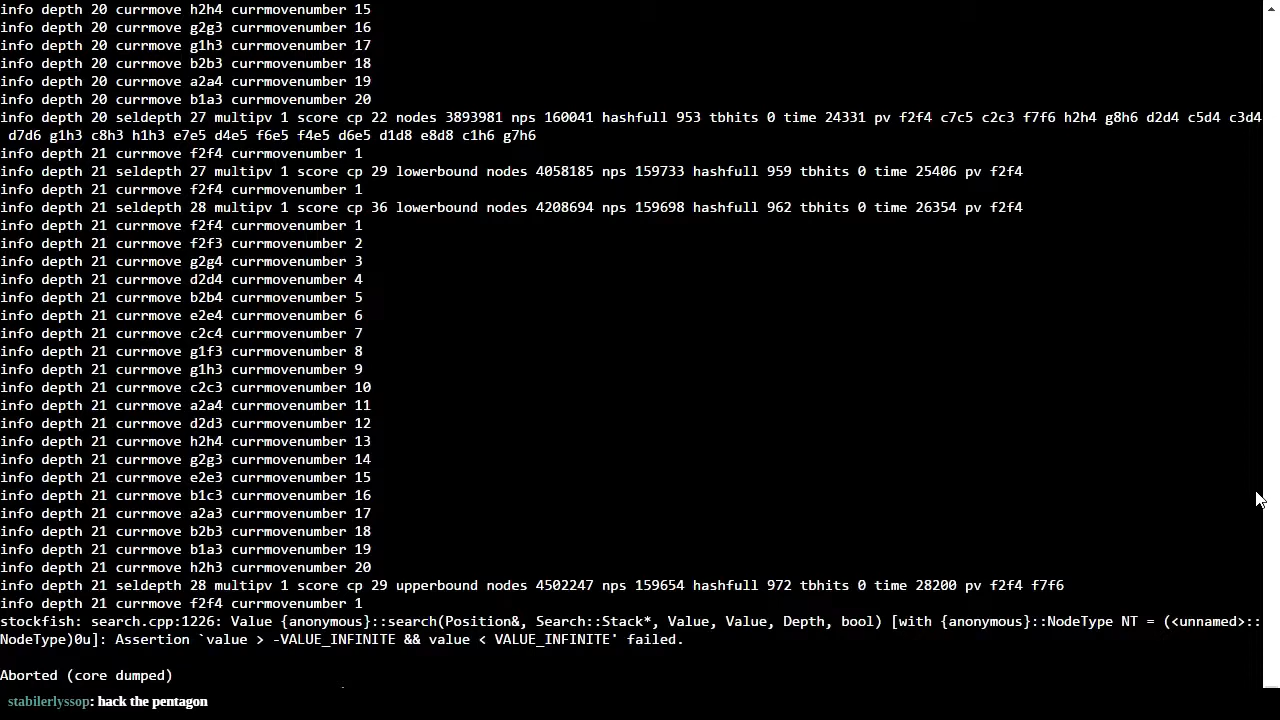 info depth 20 currmove h2h4 currmovenumber 15
info depth 20 currmove g2g3 currmovenumber 16
info depth 20 currmove g1h3 currmovenumber 17
info depth 20 currmove b2b3 currmovenumber 18
info depth 20 currmove a2a4 currmovenumber 19
info depth 20 currmove b1a3 currmovenumber 20
info depth 20 seldepth 27 multipv 1 score cp 22 nodes 3893981 nps 160041 hashfull 953 tbhits 0 time 24331 pv f2f4 c7c5 c2c3 f7f6 h2h4 g8h6 d2d4 c5d4 c3d4
d7d6 g1h3 c8h3 h1h3 e7e5 d4e5 f6e5 f4e5 d6e5 d1d8 e8d8 c1h6 g7h6
info depth 21 currmove f2f4 currmovenumber 1
info depth 21 seldepth 27 multipv 1 score cp 29 lowerbound nodes 4058185 nps 159733 hashfull 959 tbhits 0 time 25406 pv f2f4
info depth 21 currmove f2f4 currmovenumber 1
info depth 21 seldepth 28 multipv 1 score cp 36 lowerbound nodes 4208694 nps 159698 hashfull 962 tbhits 0 time 26354 pv f2f4
info depth 21 currmove f2f4 currmovenumber 1
info depth 21 currmove f2f3 currmovenumber 2
info depth 21 currmove g2g4 currmovenumber 3
info depth 21 currmove d2d4 currmovenumber 4
info depth 21 currmove b2b4 currmovenumber 5
info depth 21 currmove e2e4 currmovenumber 6
info depth 21 currmove c2c4 currmovenumber 7
info depth 21 currmove g1f3 currmovenumber 8
info depth 21 currmove g1h3 currmovenumber 9
info depth 21 currmove c2c3 currmovenumber 10
info depth 21 currmove a2a4 currmovenumber 11
info depth 21 currmove d2d3 currmovenumber 12
info depth 21 currmove h2h4 currmovenumber 13
info depth 21 currmove g2g3 currmovenumber 14
info depth 21 currmove e2e3 currmovenumber 15
info depth 21 currmove b1c3 currmovenumber 16
info depth 21 currmove a2a3 currmovenumber 17
info depth 21 currmove b2b3 currmovenumber 18
info depth 21 currmove b1a3 currmovenumber 19
info depth 21 currmove h2h3 currmovenumber 20
info depth 21 seldepth 28 multipv 1 score cp 29 upperbound nodes 4502247 nps 159654 hashfull 972 tbhits 0 time 28200 pv f2f4 f7f6
info depth 21 currmove f2f4 currmovenumber 1
stockfish: search.cpp:1226: Value {anonymous}::search(Position&, Search::Stack*, Value, Value, Depth, bool) [with {anonymous}::NodeType NT = (<unnamed>::
NodeType)0u]: Assertion `value > -VALUE_INFINITE && value < VALUE_INFINITE' failed.
Aborted (core dumped)
stabilerlyssop: hack the pentagon